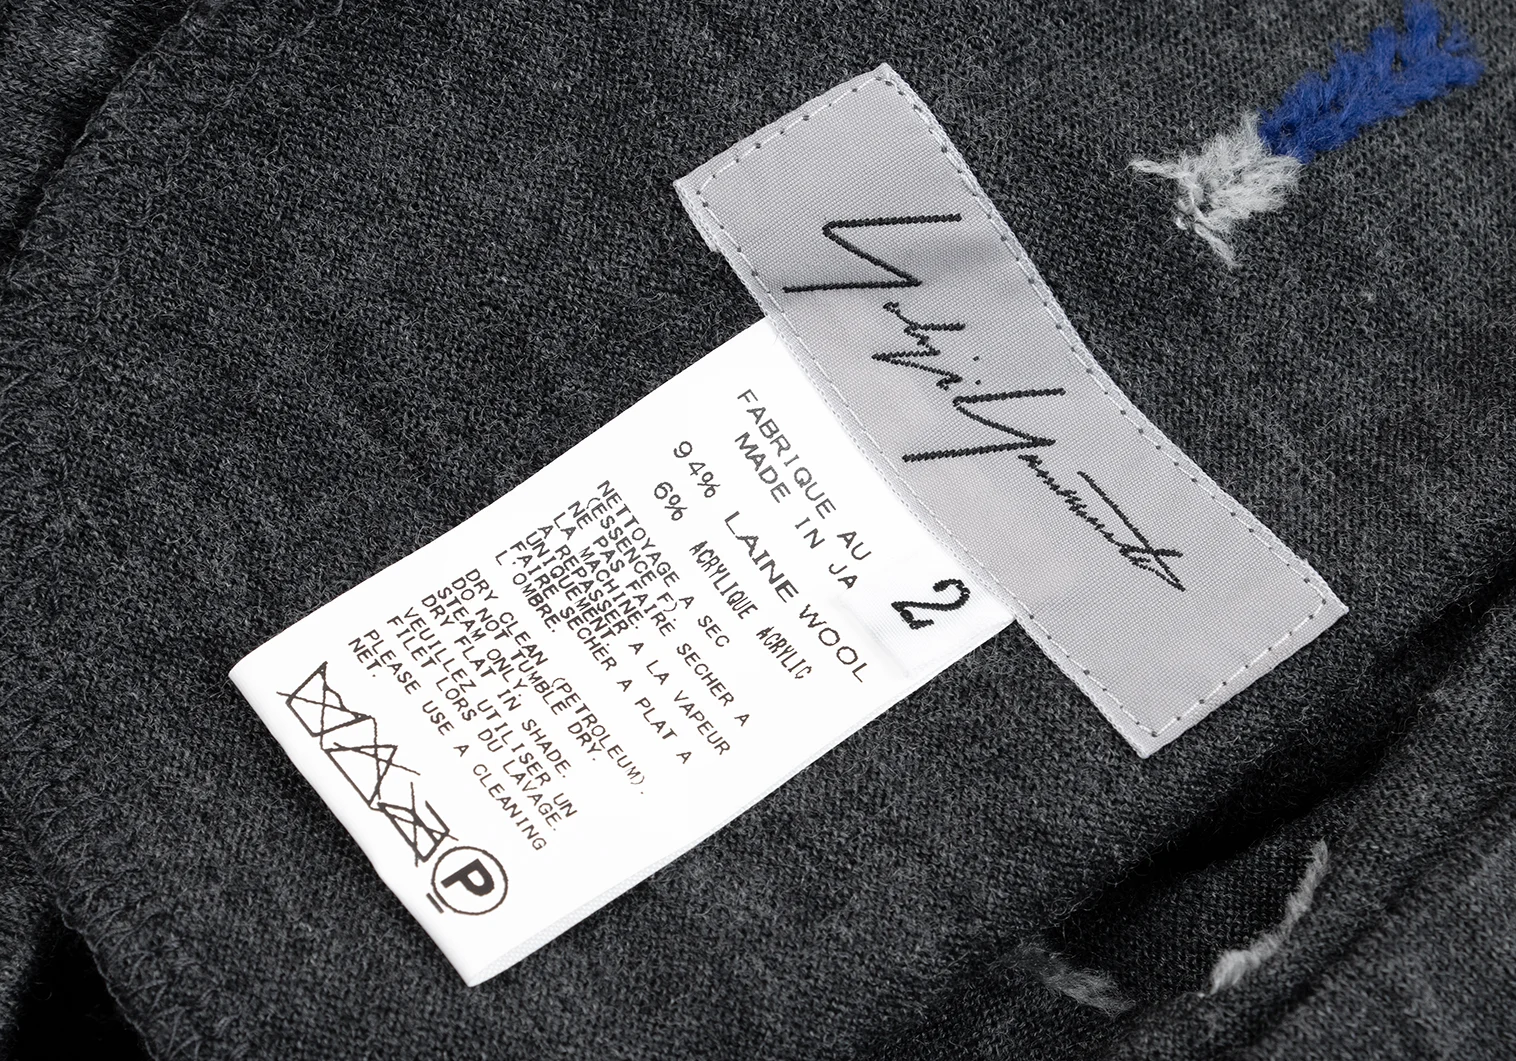 Yohji Yamamoto
2
FABRIQUE AU
MADE IN JA
94% LAINE WOOL
6% ACRYLIQUE ACRYLIC
NETTOYAGE A SEC
(ESSENCE F).
NE PAS FAIRE SECHER A
LA MACHINE.
A REPASSER A LA VAPEUR
UNIQUEMENT.
FAIRE SECHER A PLAT A
L'OMBRE.
DRY CLEAN (PETROLEUM).
DO NOT TUMBLE DRY.
STEAM ONLY.
DRY FLAT IN SHADE.
VEUILLEZ UTILISER UN
FILET LORS DU LAVAGE.
PLEASE USE A CLEANING
NET.
P